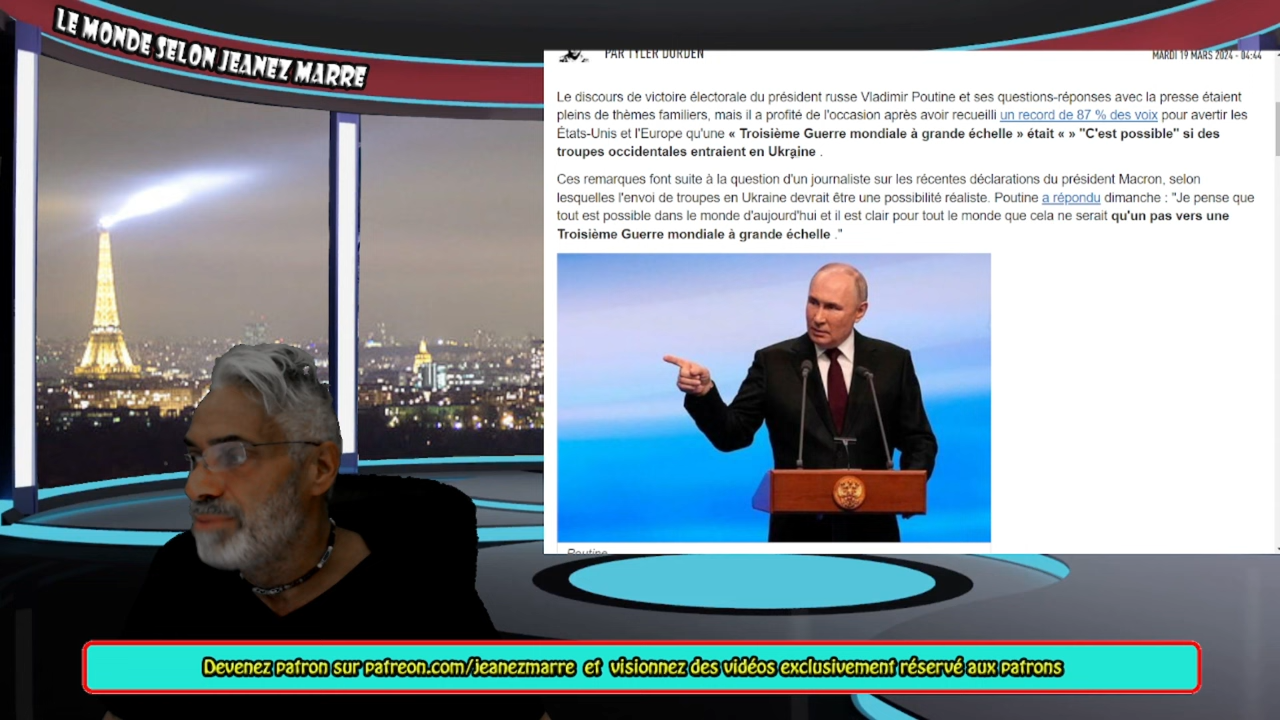 LE MONDE SELON JEANEZ MARRE
PAR TYLER DURDEN
MARDI 19 MARS 2024 - 04:44
Le discours de victoire électorale du président russe Vladimir Poutine et ses questions-réponses avec la presse étaient
pleins de thèmes familiers, mais il a profité de l'occasion après avoir recueilli un record de 87 % des voix pour avertir les
États-Unis et l'Europe qu'une « Troisième Guerre mondiale à grande échelle » était « » "C'est possible" si des
troupes occidentales entraient en Ukraine .
Ces remarques font suite à la question d'un journaliste sur les récentes déclarations du président Macron, selon
lesquelles l'envoi de troupes en Ukraine devrait être une possibilité réaliste. Poutine a répondu dimanche : "Je pense que
tout est possible dans le monde d'aujourd'hui et il est clair pour tout le monde que cela ne serait qu'un pas vers une
Troisième Guerre mondiale à grande échelle ."
Poutine
Devenez patron sur patreon.com/jeanezmarre et visionnez des vidéos exclusivement réservé aux patrons